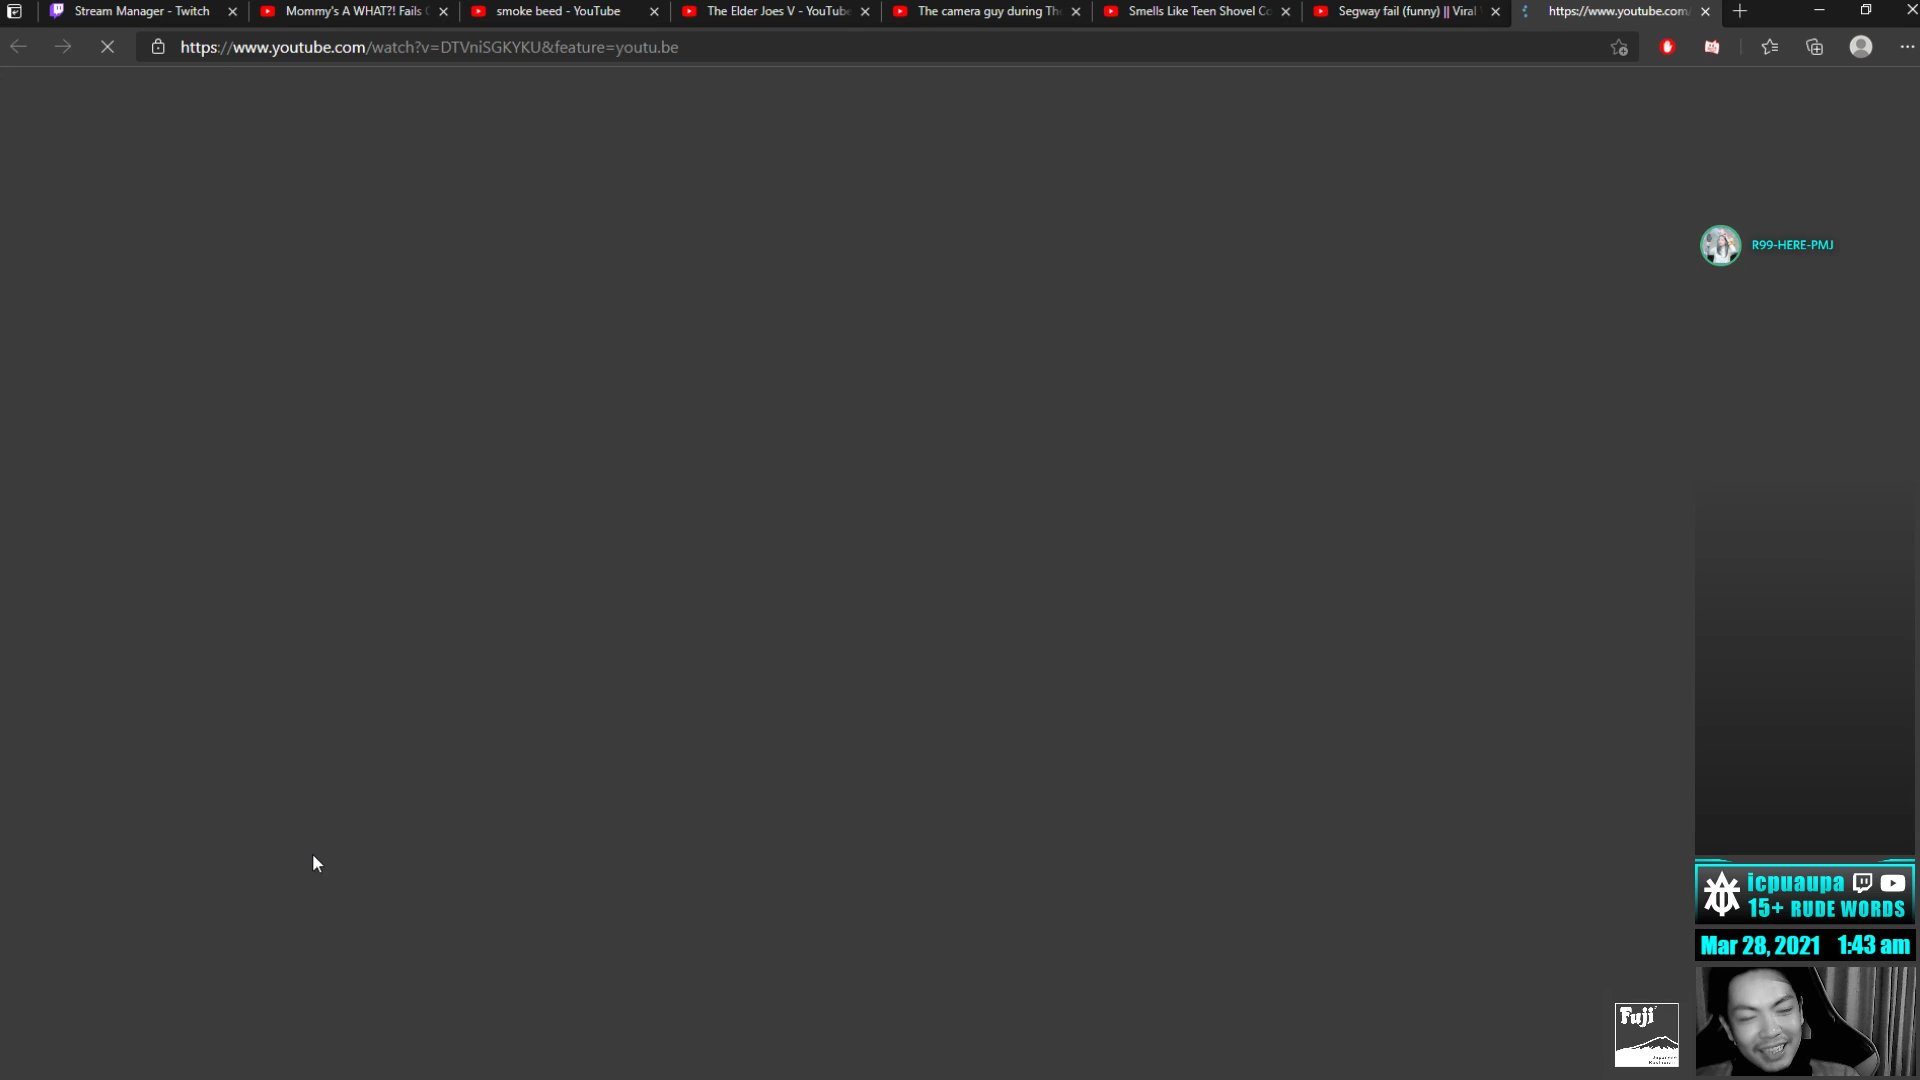 Stream Manager - Twitch
Mommy's A WHAT?! Fails
smoke beed - YouTube
The Elder Joes V - YouTube
The camera guy during Th
Smells Like Teen Shovel Co
Segway fail (funny) || Viral
https://www.youtube.com/
https://www.youtube.com/watch?v=DTVniSGKYKU&feature=youtu.be
R99-HERE-PMJ
icpuaupa
15+ RUDE WORDS
Mar 28, 2021 1:43 am
Fuji
Japanese